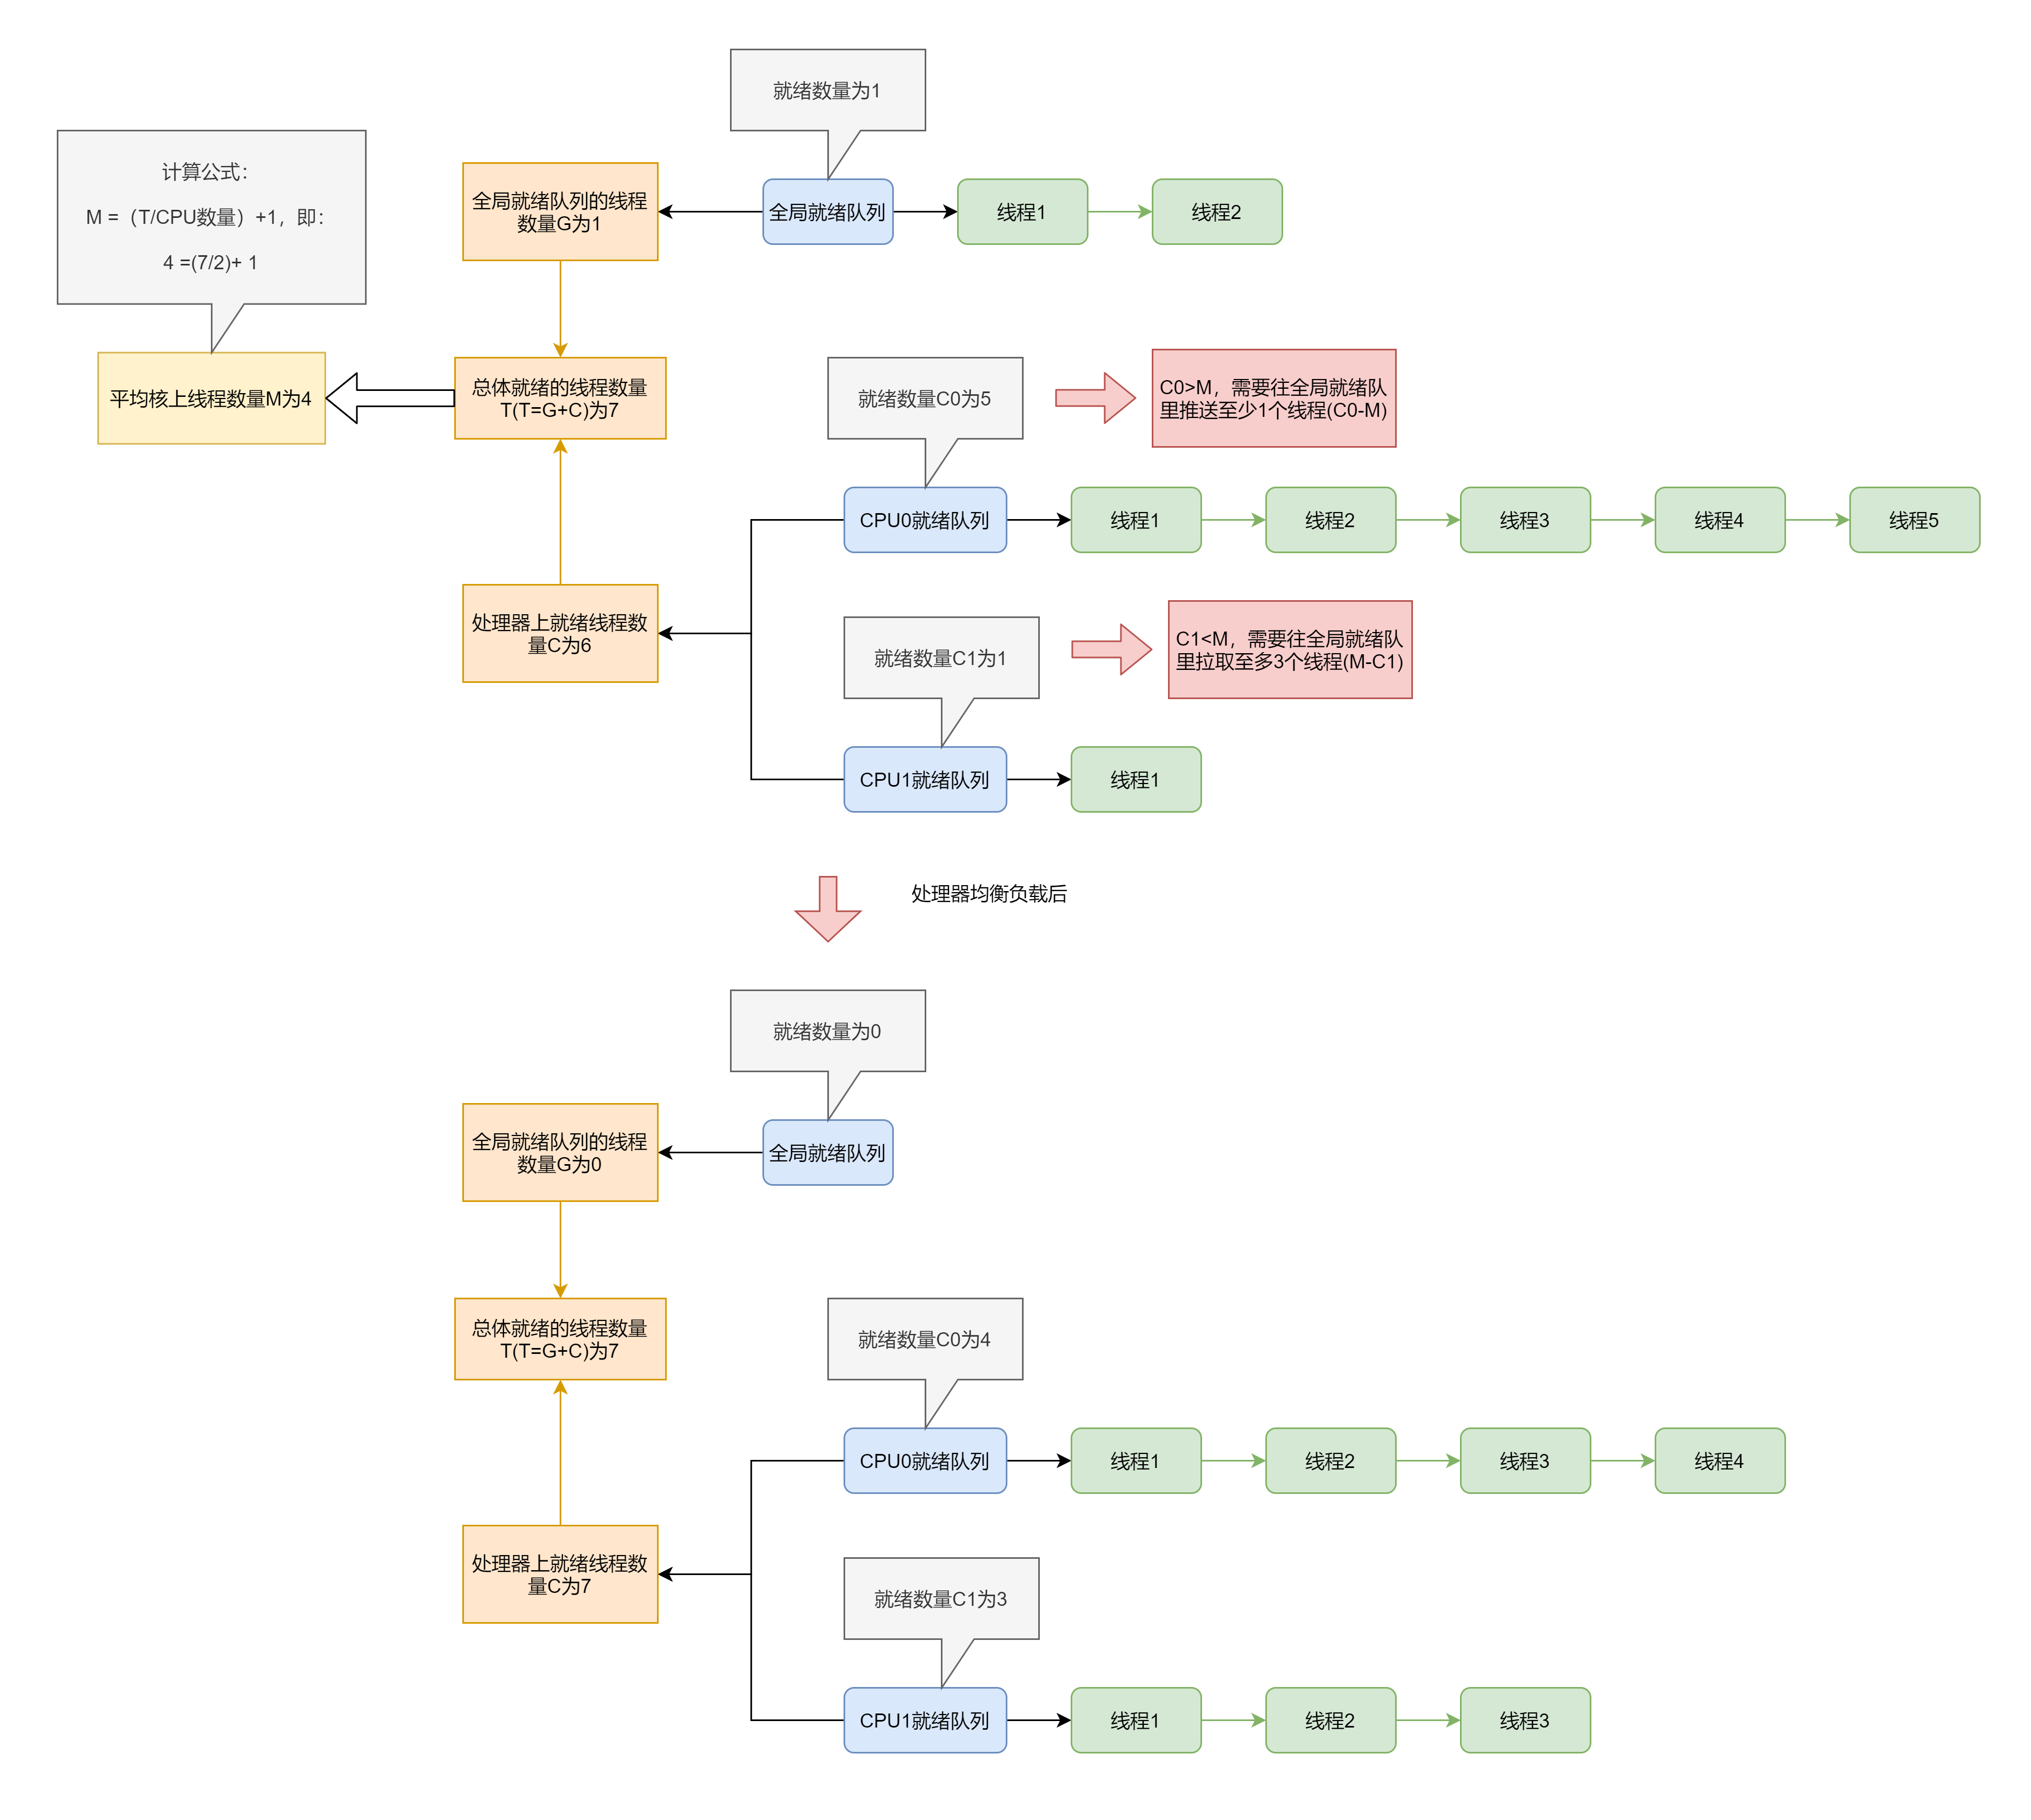 就绪数量为1
计算公式：
M =（T/CPU数量）+1，即：
4 =(7/2)+ 1
全局就绪队列的线程
数量G为1
全局就绪队列
线程1
线程2
平均核上线程数量M为4
总体就绪的线程数量
T(T=G+C)为7
就绪数量C0为5
C0>M，需要往全局就绪队
里推送至少1个线程(C0-M)
CPU0就绪队列
线程1
线程2
线程3
线程4
线程5
处理器上就绪线程数
量C为6
就绪数量C1为1
C1<M，需要往全局就绪队
里拉取至多3个线程(M-C1)
CPU1就绪队列
线程1
处理器均衡负载后
就绪数量为0
全局就绪队列的线程
数量G为0
全局就绪队列
总体就绪的线程数量
T(T=G+C)为7
就绪数量C0为4
CPU0就绪队列
线程1
线程2
线程3
线程4
处理器上就绪线程数
量C为7
就绪数量C1为3
CPU1就绪队列
线程1
线程2
线程3